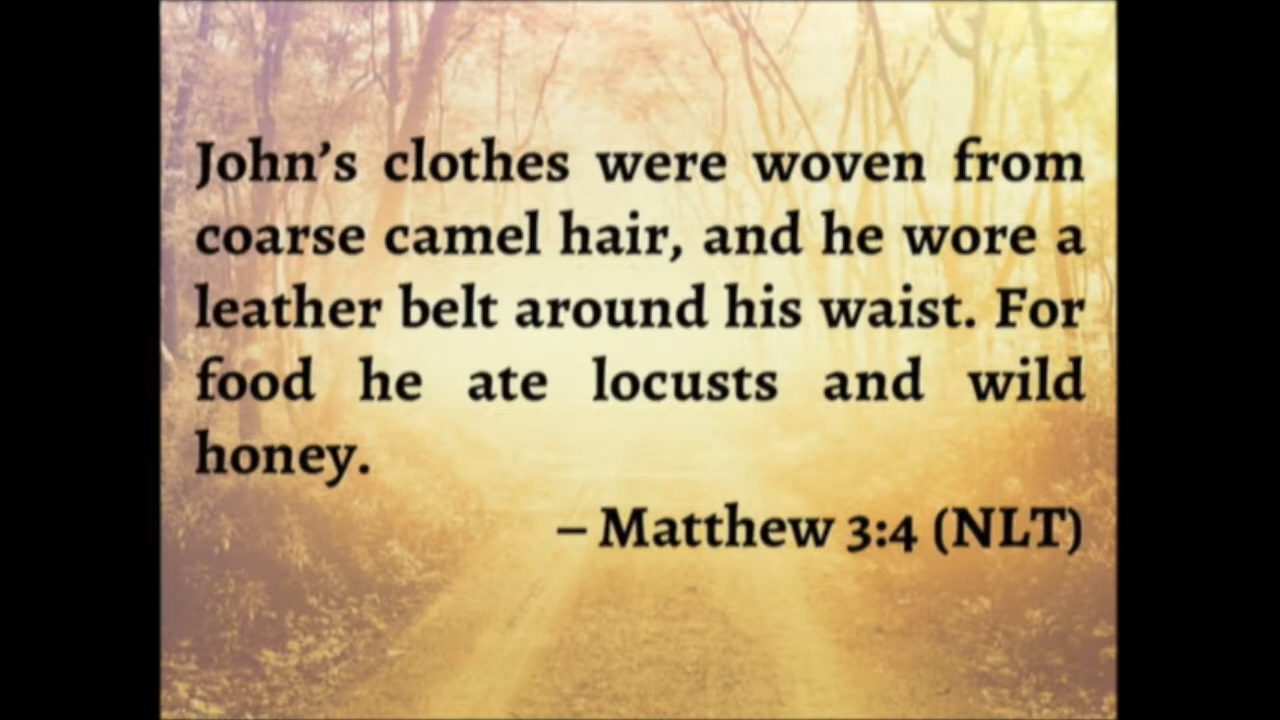 John’s clothes were woven from
coarse camel hair, and he wore a
leather belt around his waist. For
food he ate locusts and wild
honey.
– Matthew 3:4 (NLT)